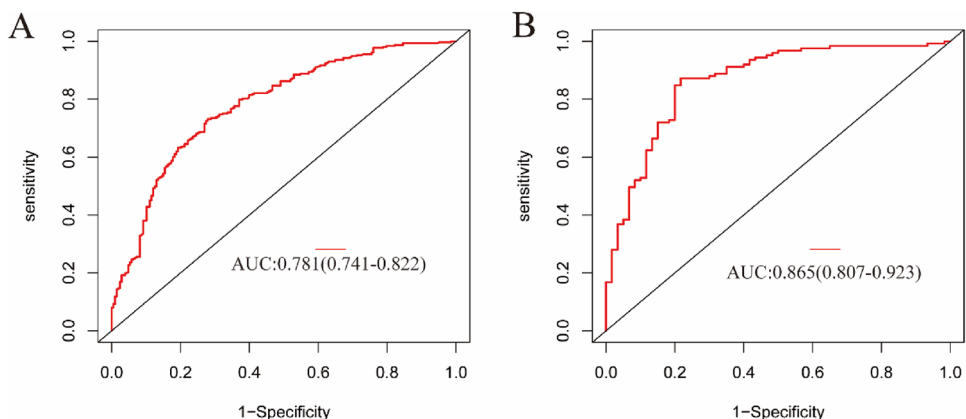 A
1.0
0.8
0.6
0.4
0.2
0.0
sensitivity
AUC:0.781(0.741-0.822)
0.0 0.2 0.4 0.6 0.8 1.0
1−Specificity
B
1.0
0.8
0.6
0.4
0.2
0.0
sensitivity
AUC:0.865(0.807-0.923)
0.0 0.2 0.4 0.6 0.8 1.0
1−Specificity